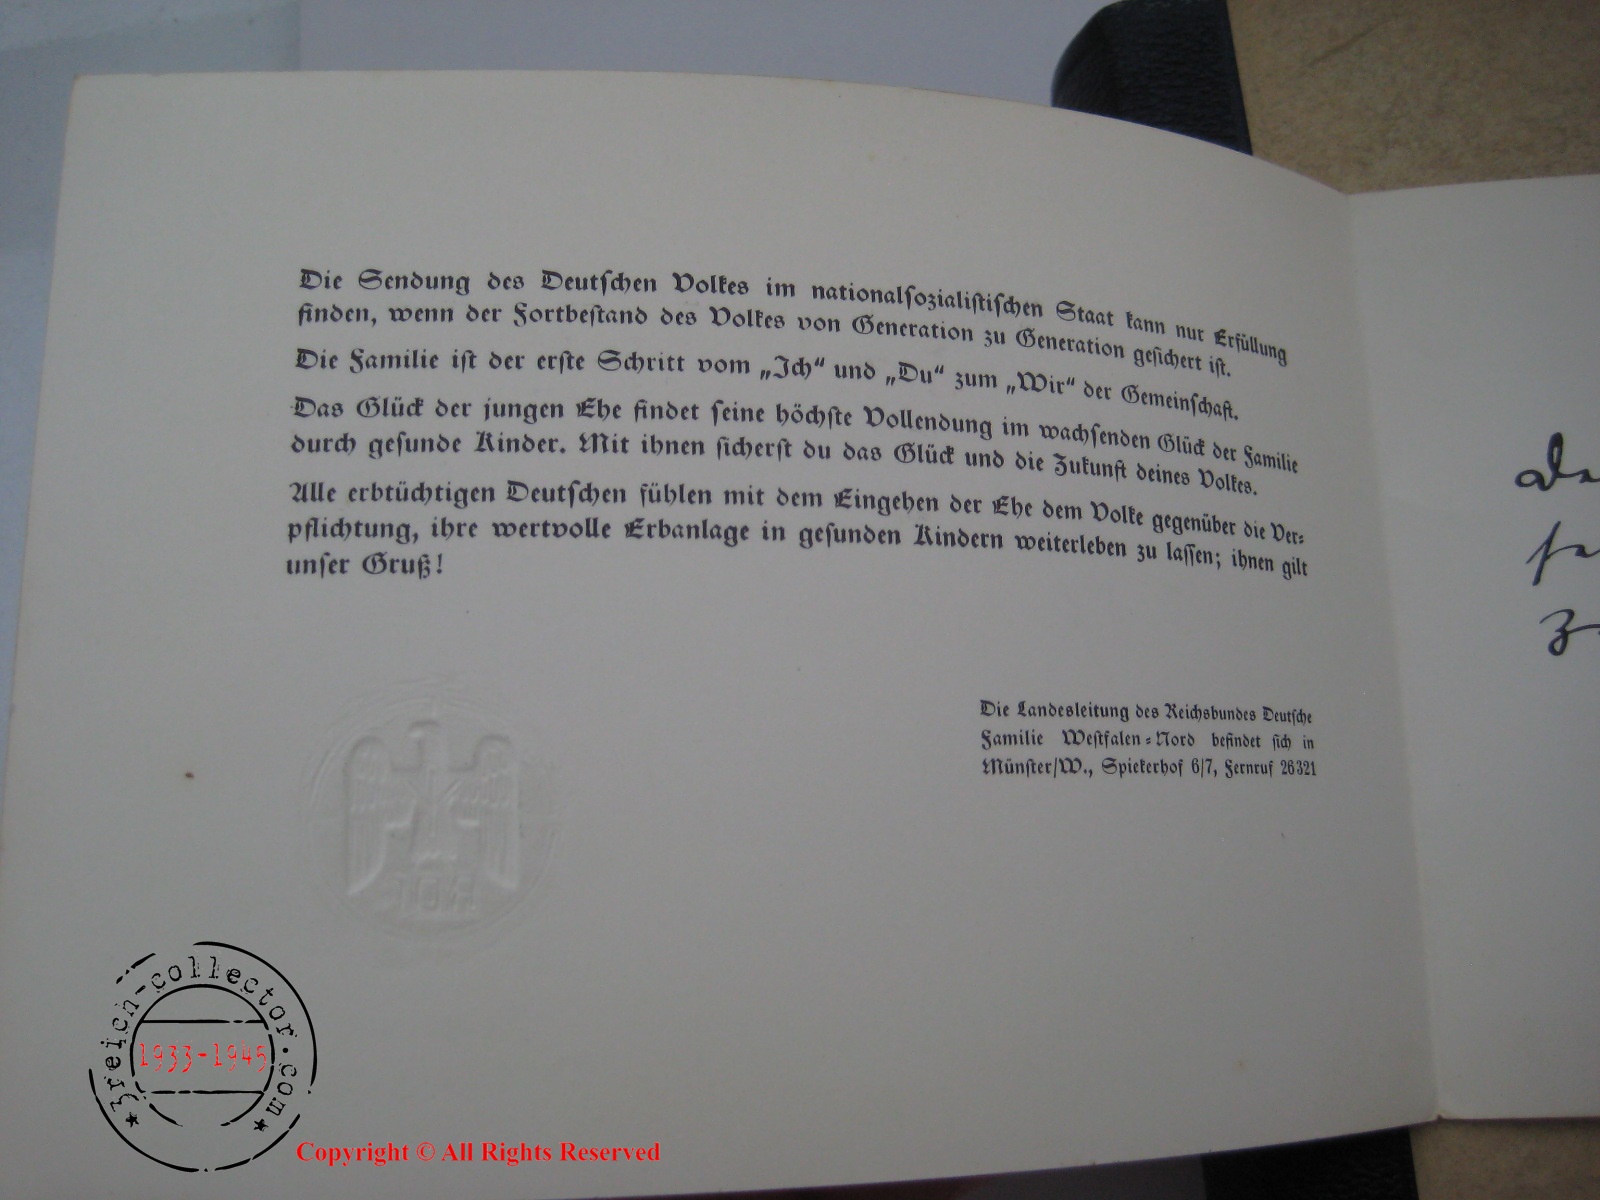 Die Sendung des Deutschen Volkes im nationalsozialistischen Staat kann nur Erfüllung
finden, wenn der Fortbestand des Volkes von Generation zu Generation gesichert ist.
Die Familie ist der erste Schritt vom „Ich“ und „Du“ zum „Wir“ der Gemeinschaft.
Das Glück der jungen Ehe findet seine höchste Vollendung im wachsenden Glück der Familie
durch gesunde Kinder. Mit ihnen sicherst du das Glück und die Zukunft deines Volkes.
Alle erbtüchtigen Deutschen fühlen mit dem Eingehen der Ehe dem Volke gegenüber die Ver-
pflichtung, ihre wertvolle Erbanlage in gesunden Kindern weiterleben zu lassen; ihnen gilt
unser Gruß!
Die Landesleitung des Reichsbundes Deutsche
Familie Westfalen-Nord befindet sich in
Münster/W., Spiekerhof 6/7, Fernruf 26321
3reich-collector.com
1933-1945
Copyright © All Rights Reserved